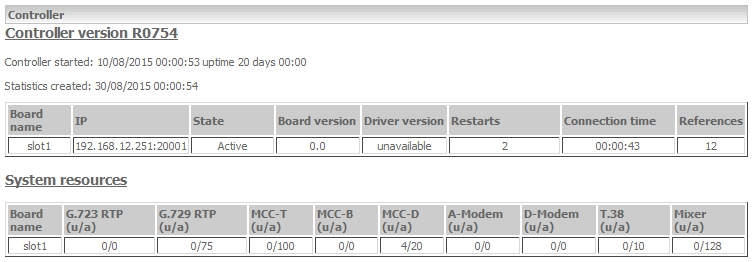 Controller
Controller version R0754
Controller started: 10/08/2015 00:00:53 uptime 20 days 00:00
Statistics created: 30/08/2015 00:00:54
Board name IP State Board version Driver version Restarts Connection time References
slot1 192.168.12.251:20001 Active 0.0 unavailable 2 00:00:43 12
System resources
Board name G.723 RTP (u/a) G.729 RTP (u/a) MCC-T (u/a) MCC-B (u/a) MCC-D (u/a) A-Modem (u/a) D-Modem (u/a) T.38 (u/a) Mixer (u/a)
slot1 0/0 0/75 0/100 0/0 4/20 0/0 0/0 0/10 0/128